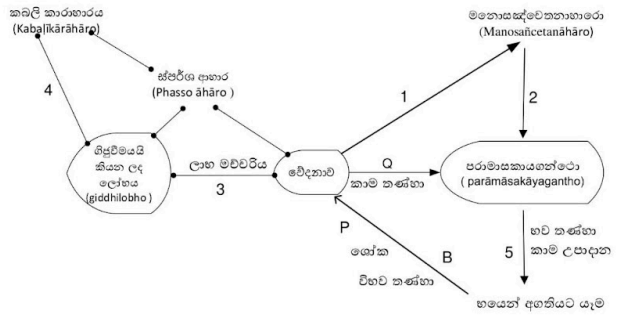 කබලි කාරාහාරය
(Kabaḷīkārāhāro)
මනොසඤ්චෙතනාහාරො
(Manosañcetanāhāro)
ස්පර්ශ ආහාර
(Phasso āhāro )
4
1
2
ගිජුවීමයයි
කියන ලද
ලෝභය
(giddhilobho)
ලාභ මච්චරිය
3
වේදනාව
Q
කාම තණ්හා
පරාමාසකායගන්ථො
( parāmāsakāyagantho)
P
ශෝක
B
විභව තණ්හා
5
භව තණ්හා
කාම උපාදාන
භයෙන් අගතියට යෑම